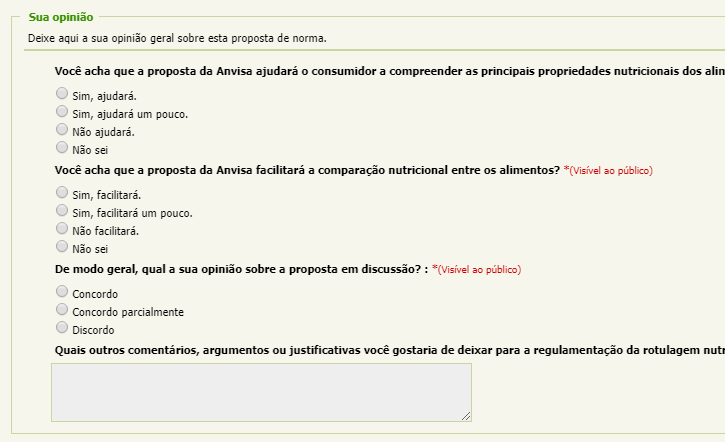 Sua opinião
Deixe aqui a sua opinião geral sobre esta proposta de norma.
Você acha que a proposta da Anvisa ajudará o consumidor a compreender as principais propriedades nutricionais dos
Sim, ajudará.
Sim, ajudará um pouco.
Não ajudará.
Não sei
Você acha que a proposta da Anvisa facilitará a comparação nutricional entre os alimentos? *(Visível ao público)
Sim, facilitará.
Sim, facilitará um pouco.
Não facilitará.
Não sei
De modo geral, qual a sua opinião sobre a proposta em discussão? : *(Visível ao público)
Concordo
Concordo parcialmente
Discordo
Quais outros comentários, argumentos ou justificativas você gostaria de deixar para a regulamentação da rotulagem